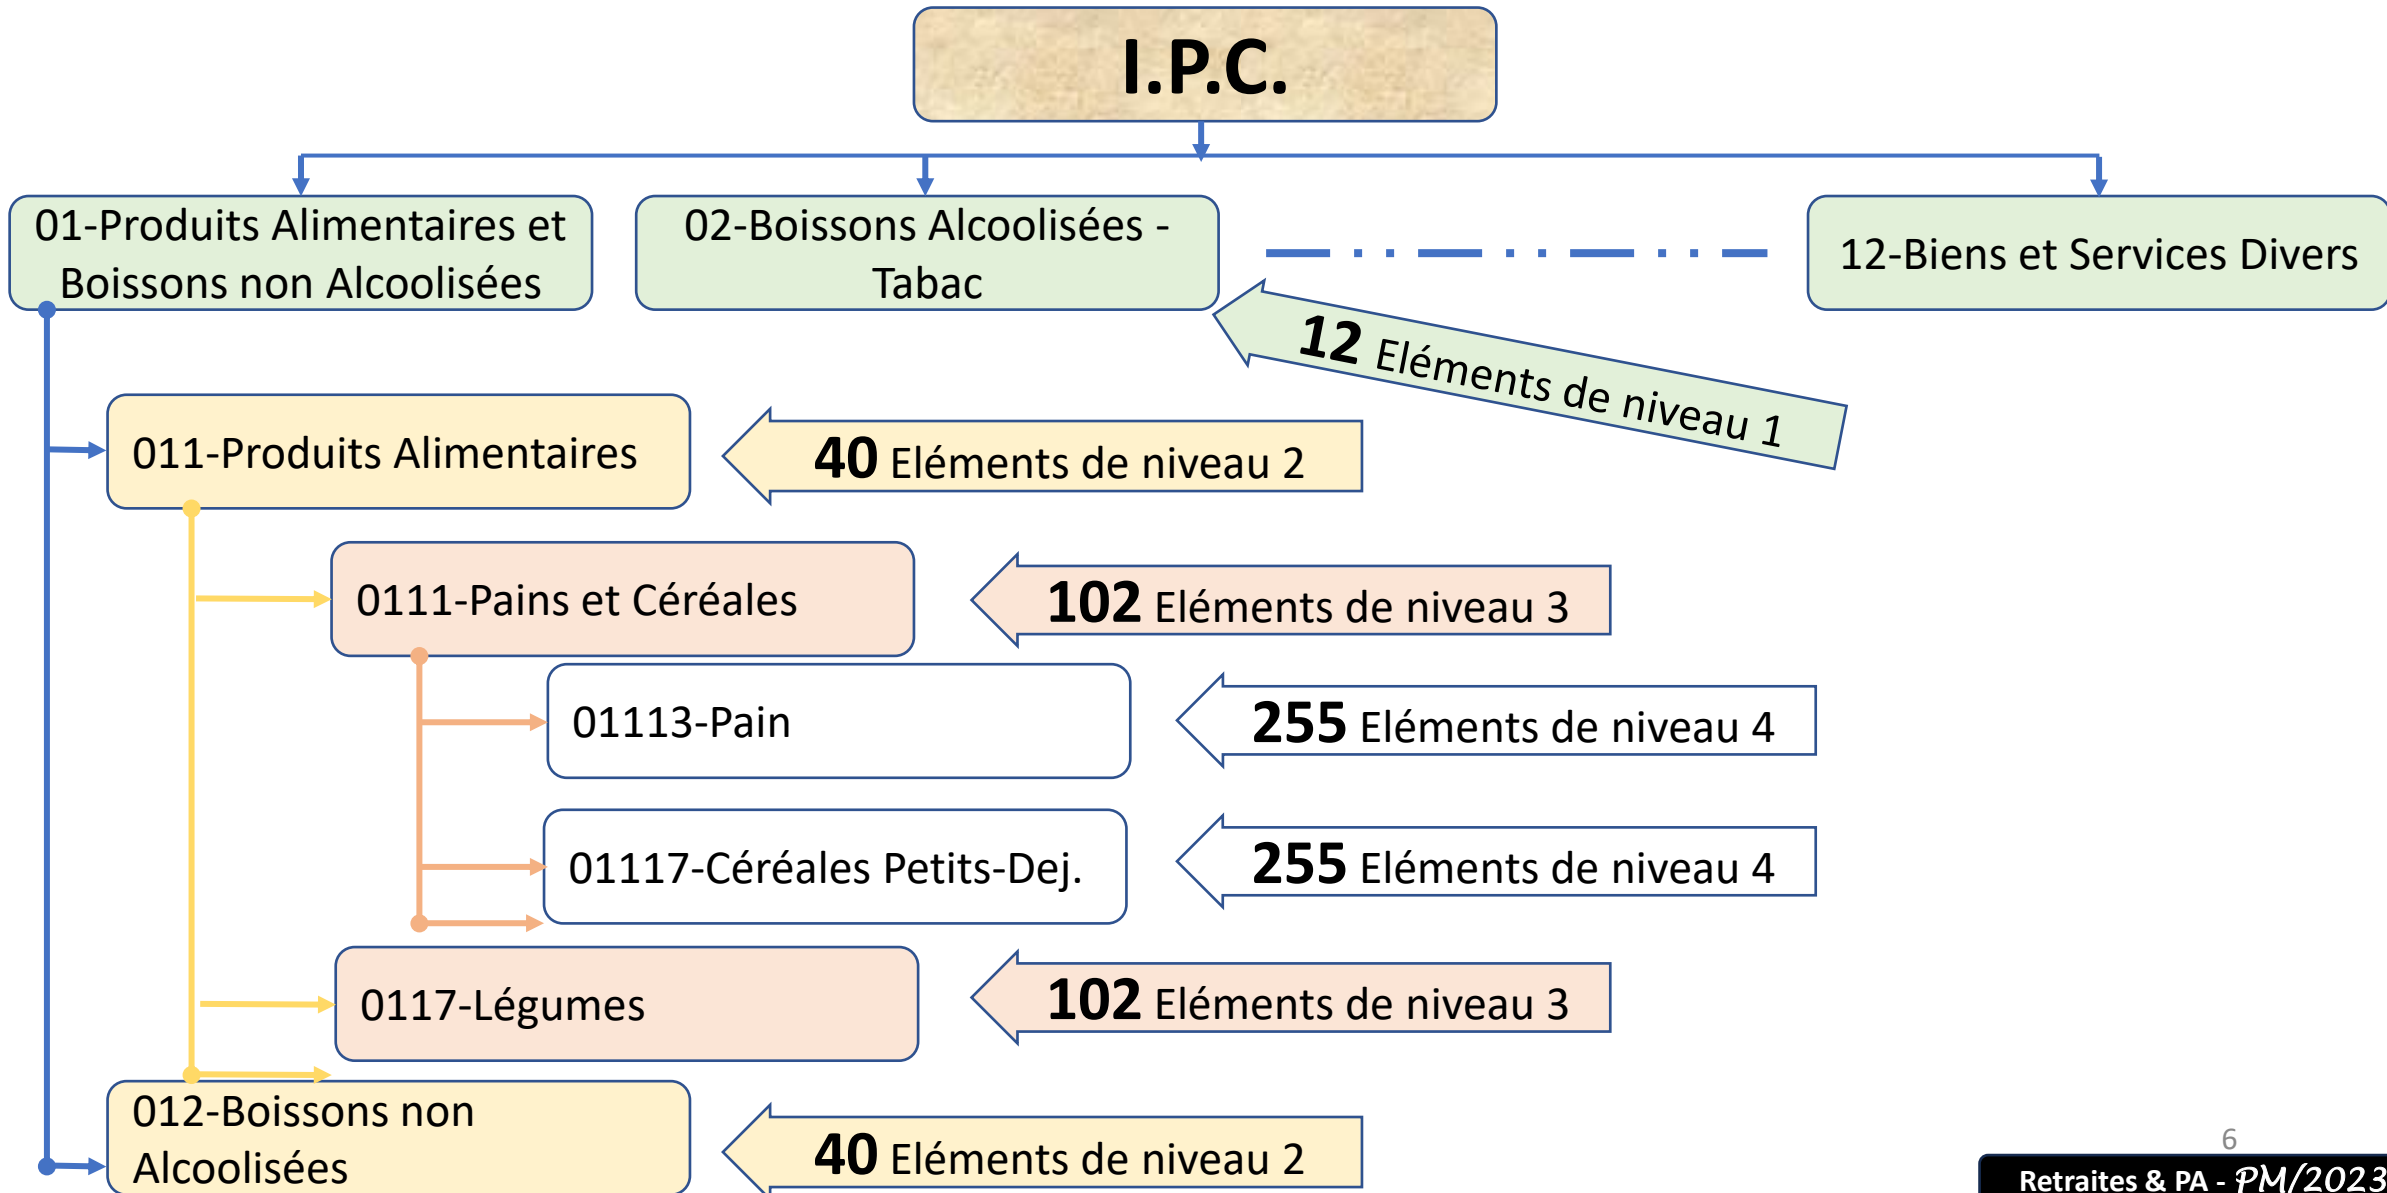 I.P.C.
01-Produits Alimentaires et
Boissons non Alcoolisées
02-Boissons Alcoolisées -
Tabac
12-Biens et Services Divers
12 Eléments de niveau 1
011-Produits Alimentaires
40 Eléments de niveau 2
0111-Pains et Céréales
102 Eléments de niveau 3
01113-Pain
255 Eléments de niveau 4
01117-Céréales Petits-Dej.
255 Eléments de niveau 4
0117-Légumes
102 Eléments de niveau 3
012-Boissons non
Alcoolisées
40 Eléments de niveau 2
6
Retraites & PA - PM/2023